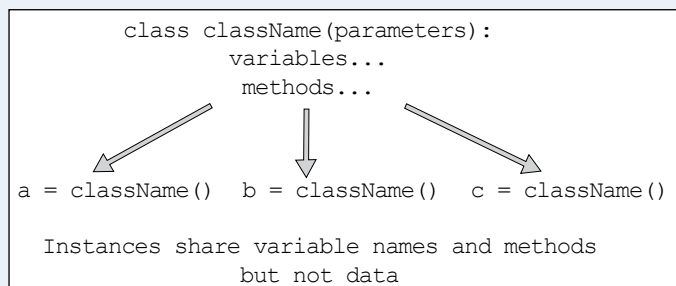 class className(parameters):
variables...
methods...
a = className() b = className() c = className()
Instances share variable names and methods
but not data